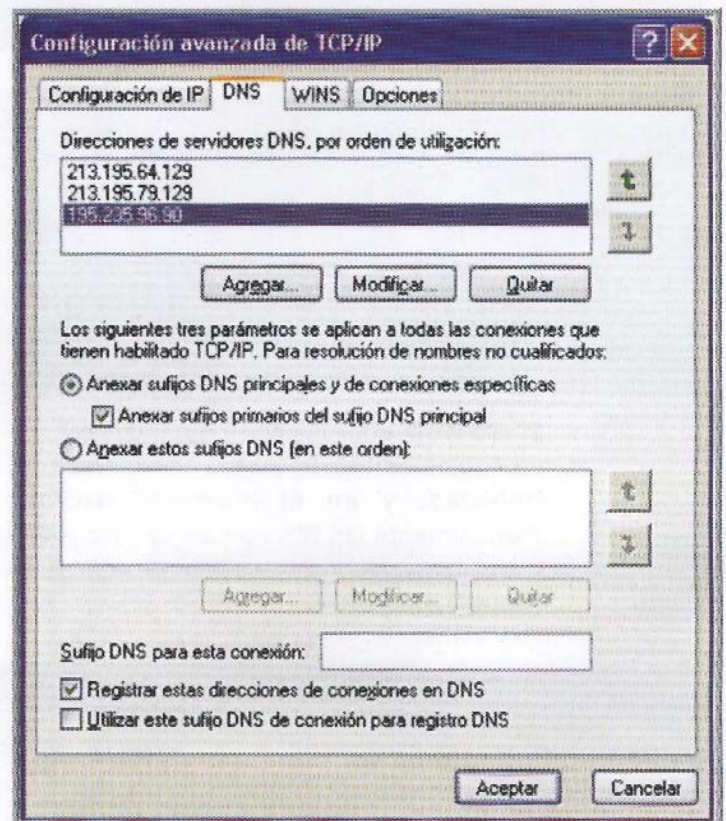 Configuración avanzada de TCP/IP
Configuración de IP DNS WINS Opciones
Direcciones de servidores DNS, por orden de utilización:
213.195.64.129
213.195.79.129
195.235.96.90
Agregar... Modificar... Quitar
Los siguientes tres parámetros se aplican a todas las conexiones que
tienen habilitado TCP/IP. Para resolución de nombres no cualificados:
Anexar sufijos DNS principales y de conexiones específicas
Anexar sufijos primarios del sufijo DNS principal
Anexar estos sufijos DNS (en este orden):
Agregar... Modificar... Quitar
Sufijo DNS para esta conexión:
Registrar estas direcciones de conexiones en DNS
Utilizar este sufijo DNS de conexión para registro DNS
Aceptar Cancelar